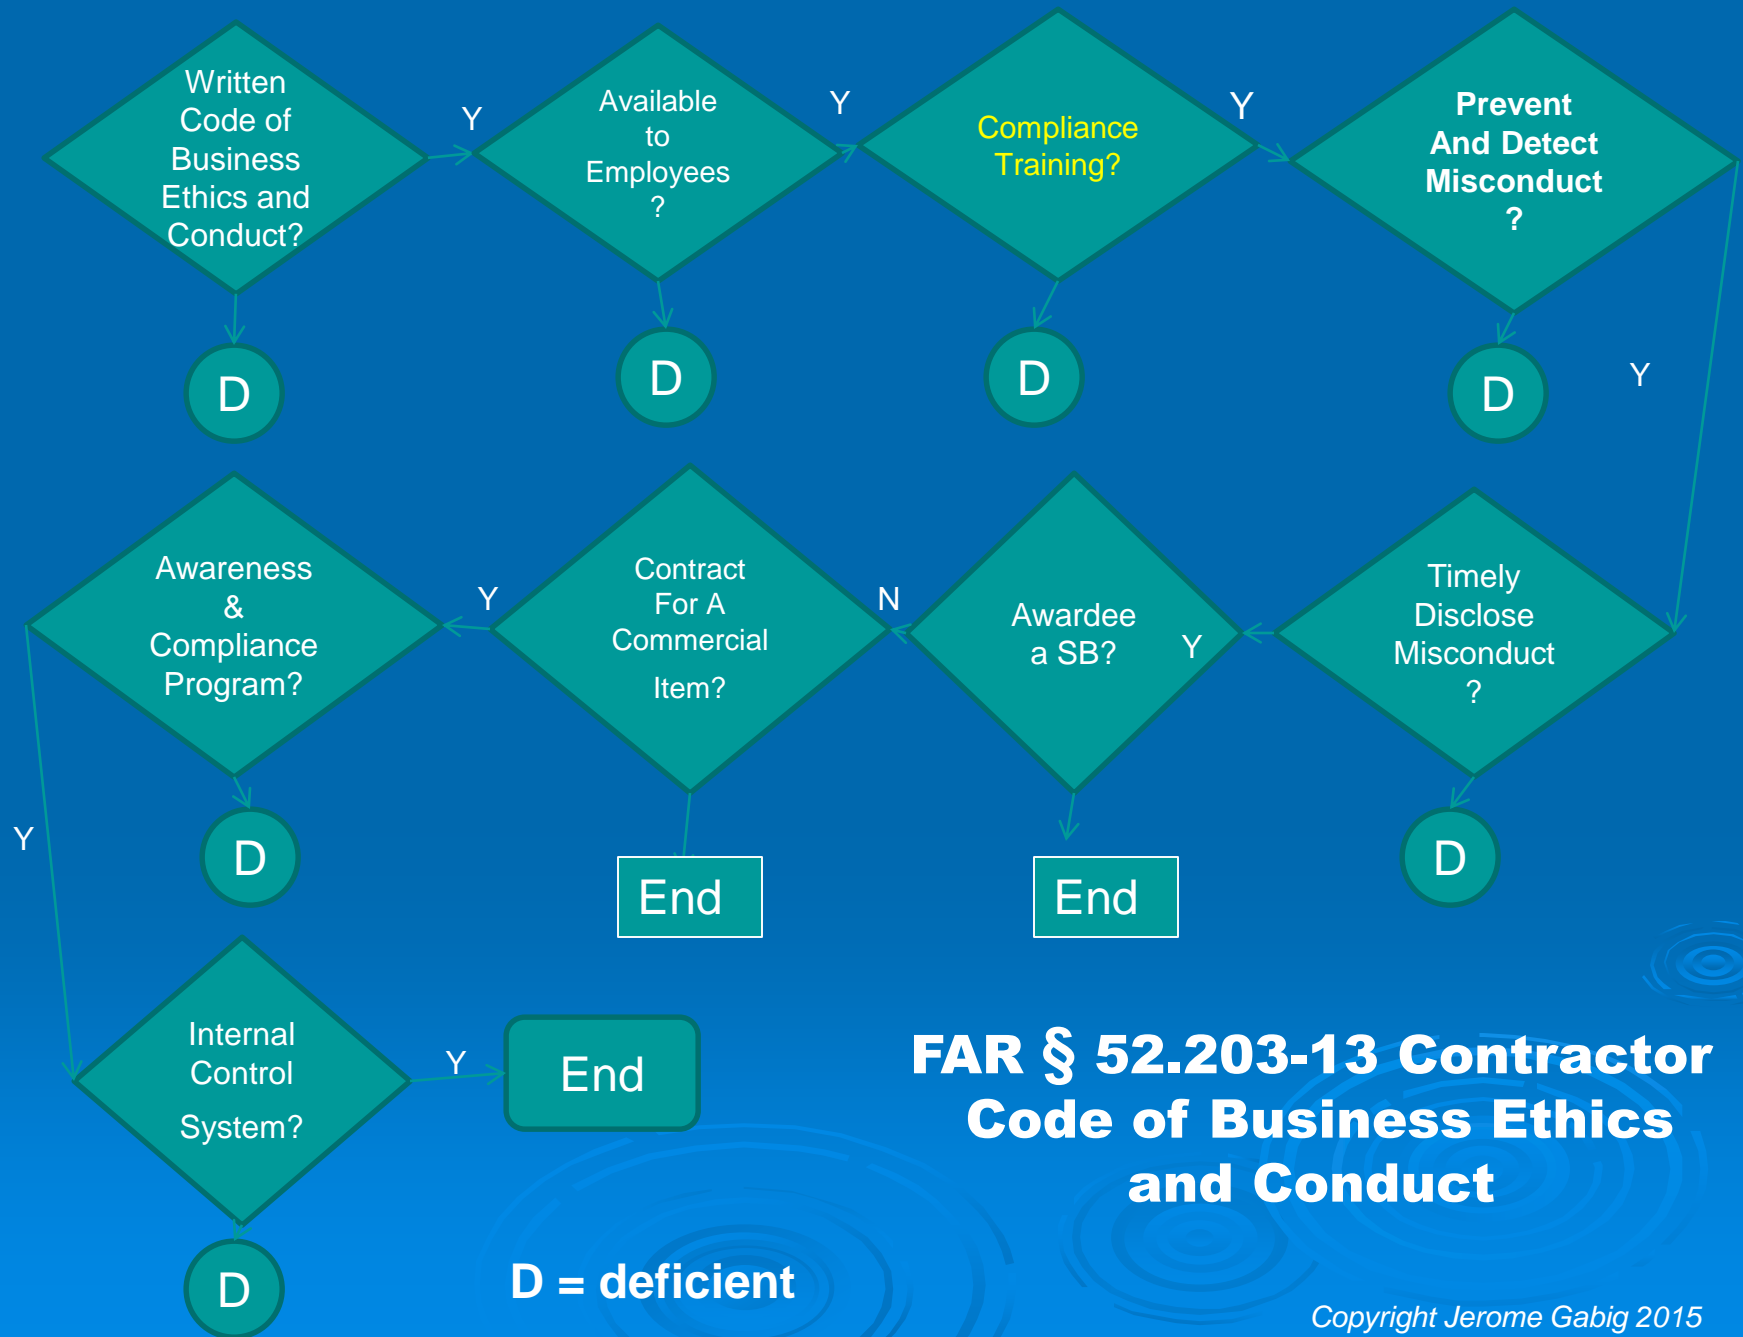 Written
Code of
Business
Ethics and
Conduct?
Y
Available
to
Employees
?
Y
Compliance
Training?
Y
Prevent
And Detect
Misconduct
?
D
D
D
D
Y
Timely
Disclose
Misconduct
?
Y
Awardee
a SB?
N
Contract
For A
Commercial
Item?
Y
Awareness
&
Compliance
Program?
Y
D
End
End
D
Internal
Control
System?
Y
End
D
FAR § 52.203-13 Contractor
Code of Business Ethics
and Conduct
D = deficient
Copyright Jerome Gabig 2015